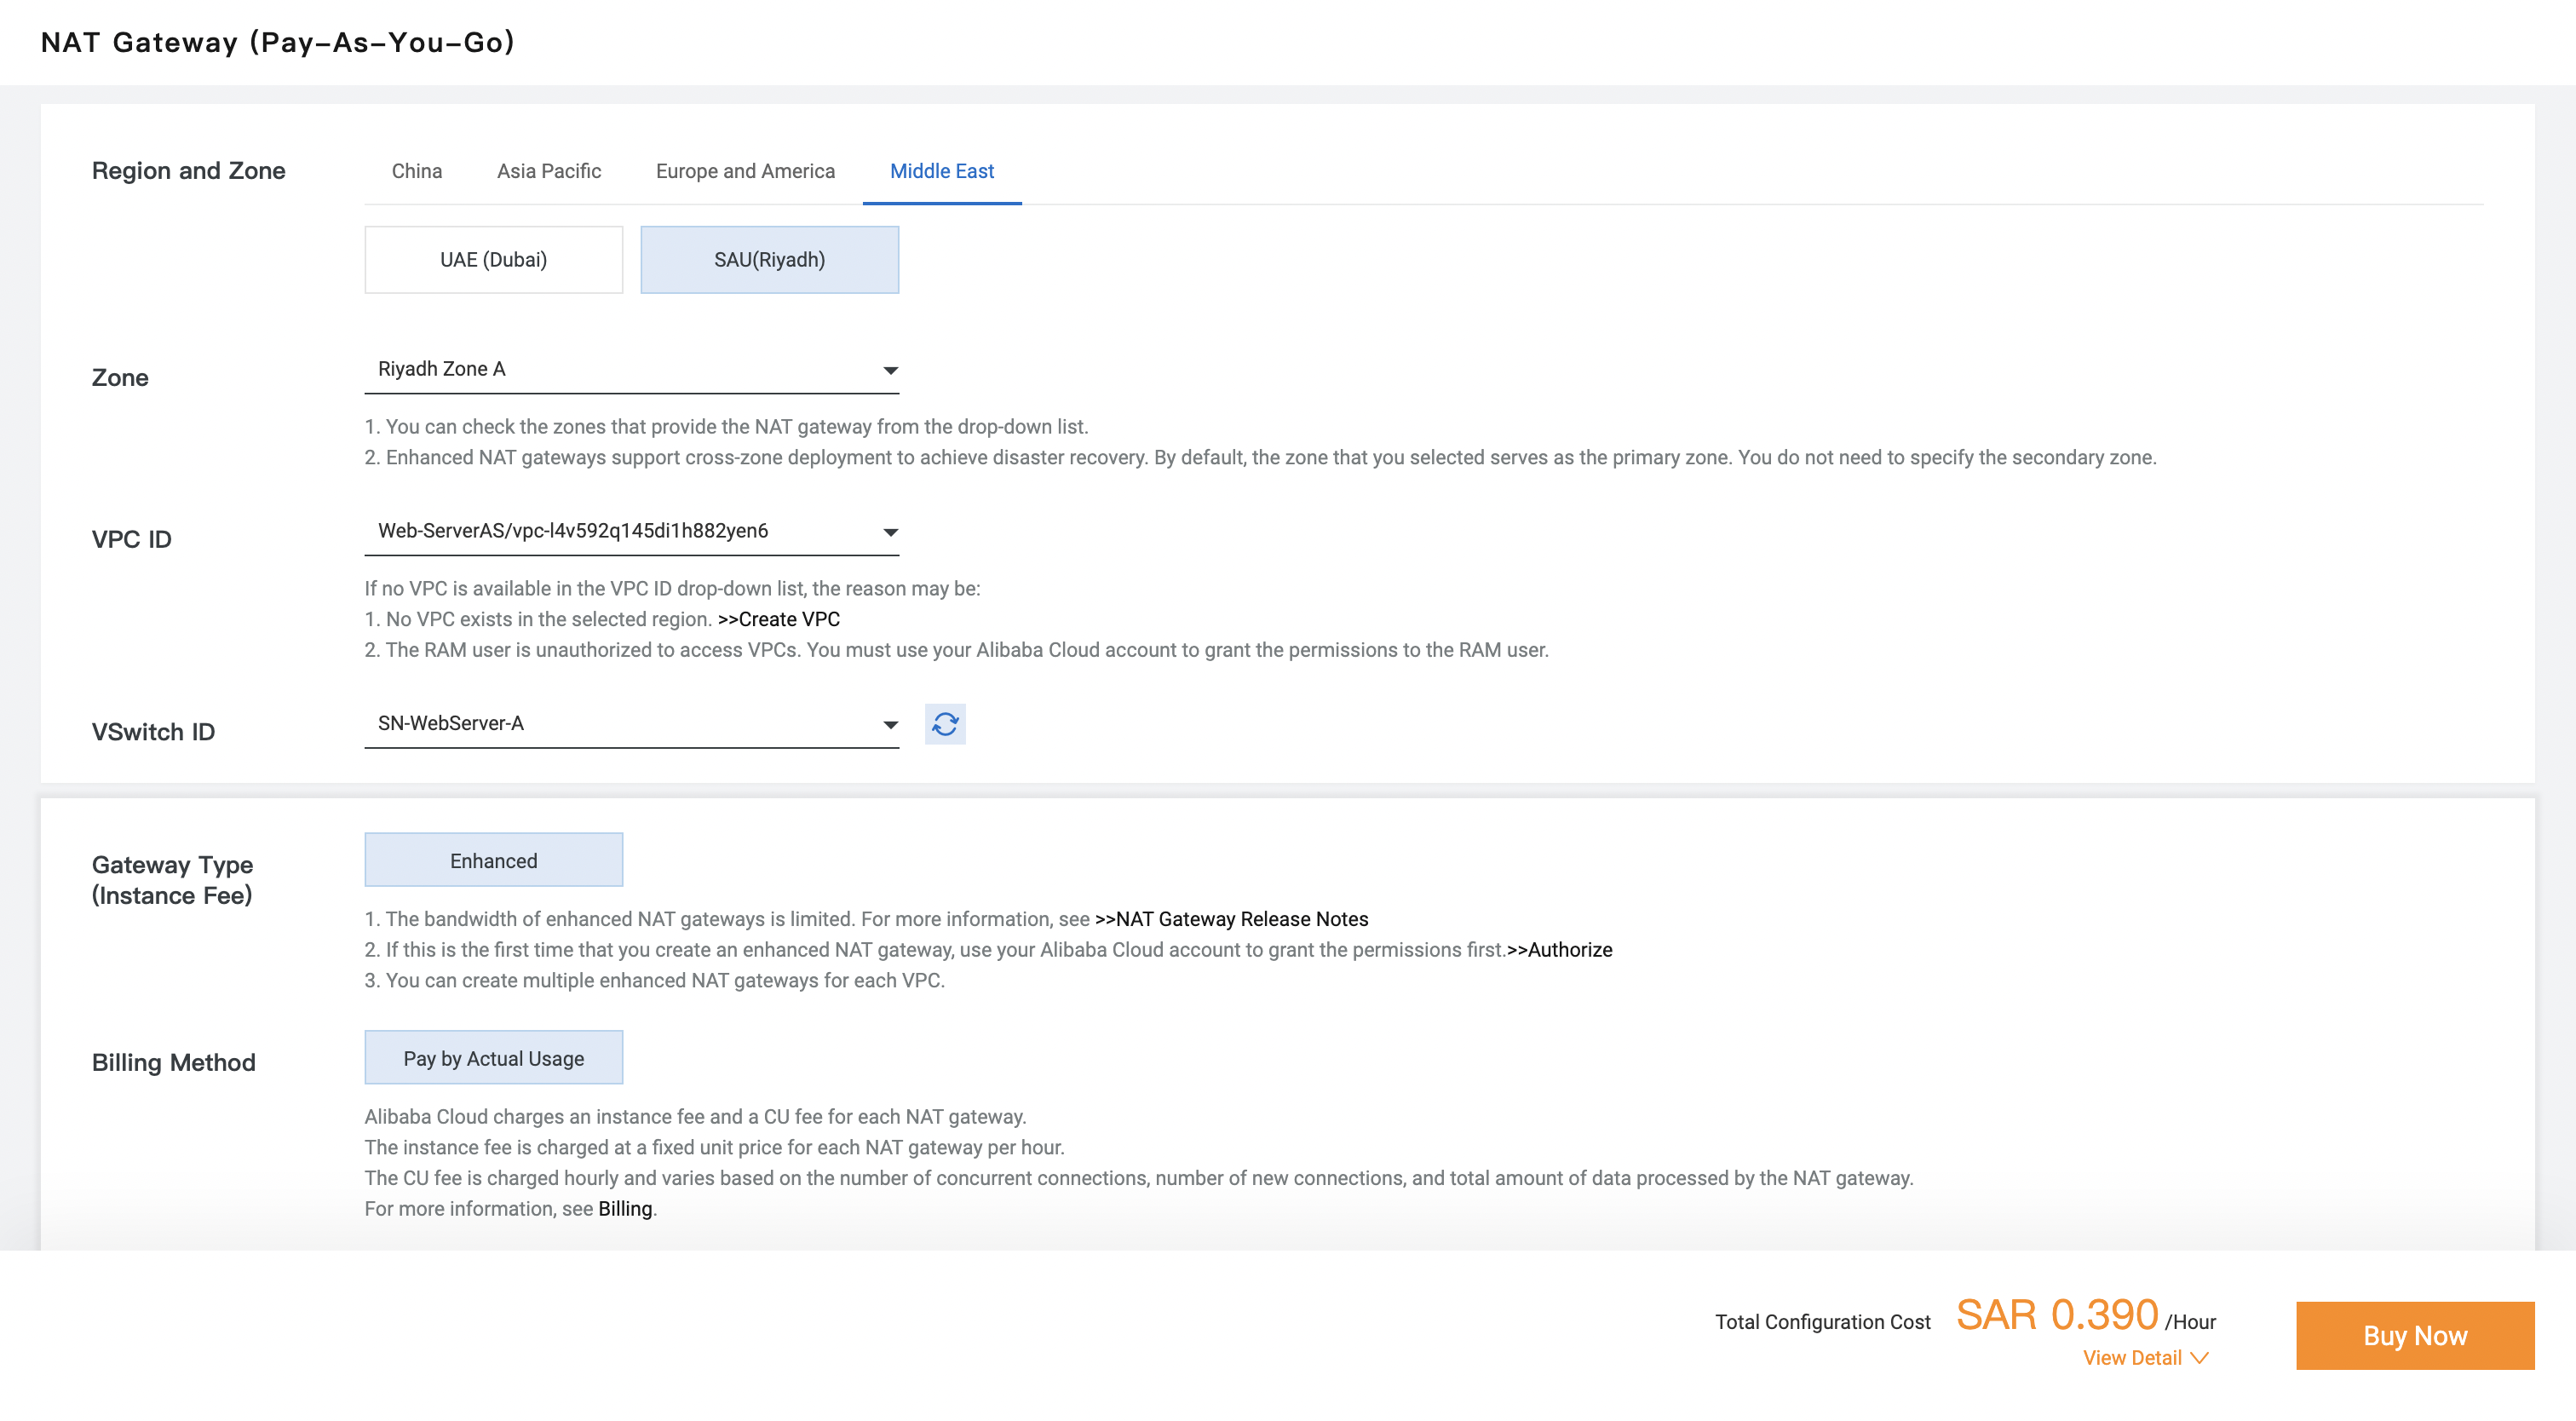 NAT Gateway (Pay–As–You–Go)
Region and Zone
China
Asia Pacific
Europe and America
Middle East
UAE (Dubai)
SAU(Riyadh)
Zone
Riyadh Zone A
1. You can check the zones that provide the NAT gateway from the drop-down list.
2. Enhanced NAT gateways support cross-zone deployment to achieve disaster recovery. By default, the zone that you selected serves as the primary zone. You do not need to specify the secondary zone.
VPC ID
Web-ServerAS/vpc-l4v592q145di1h882yen6
If no VPC is available in the VPC ID drop-down list, the reason may be:
1. No VPC exists in the selected region. >>Create VPC
2. The RAM user is unauthorized to access VPCs. You must use your Alibaba Cloud account to grant the permissions to the RAM user.
VSwitch ID
SN-WebServer-A
Gateway Type
(Instance Fee)
Enhanced
1. The bandwidth of enhanced NAT gateways is limited. For more information, see >>NAT Gateway Release Notes
2. If this is the first time that you create an enhanced NAT gateway, use your Alibaba Cloud account to grant the permissions first.>>Authorize
3. You can create multiple enhanced NAT gateways for each VPC.
Billing Method
Pay by Actual Usage
Alibaba Cloud charges an instance fee and a CU fee for each NAT gateway.
The instance fee is charged at a fixed unit price for each NAT gateway per hour.
The CU fee is charged hourly and varies based on the number of concurrent connections, number of new connections, and total amount of data processed by the NAT gateway.
For more information, see Billing.
Total Configuration Cost SAR 0.390 /Hour
View Detail
Buy Now